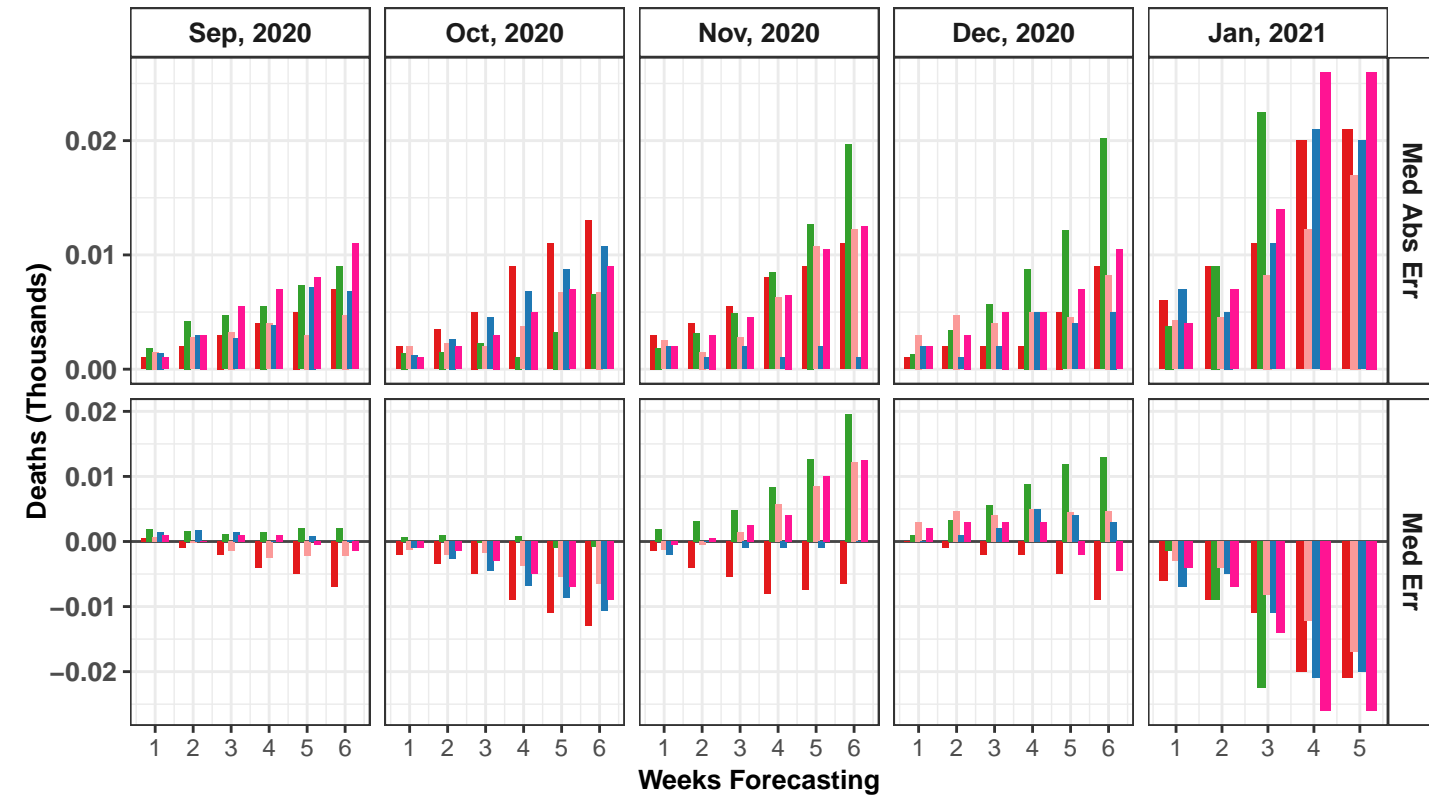 Sep, 2020 Oct, 2020 Nov, 2020 Dec, 2020 Jan, 2021
0.02
0.01
0.00
Med Abs Err
0.02
0.01
0.00
−0.01
−0.02
Med Err
Deaths (Thousands)
1 2 3 4 5 6 1 2 3 4 5 6 1 2 3 4 5 6 1 2 3 4 5 6 1 2 3 4 5
Weeks Forecasting